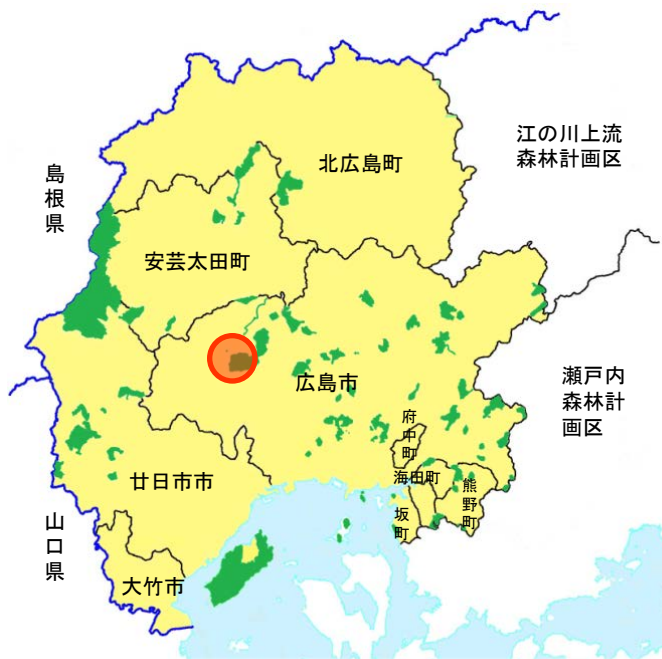 江の川上流
森林計画区
島根県
北広島町
安芸太田町
広島市
瀬戸内
森林計
画区
府中町
海田町
熊野町
坂町
廿日市市
山口県
大竹市